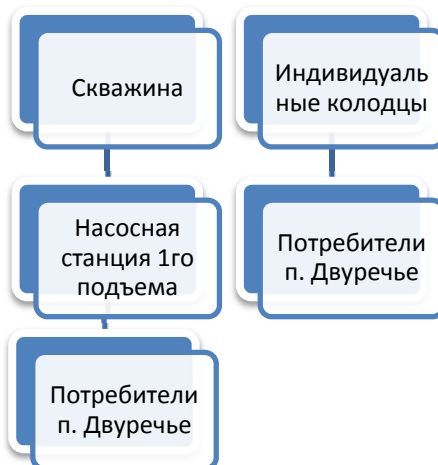 Скважина
Насосная
станция 1го
подъема
Потребители
п. Двуречье
Индивидуаль
ные колодцы
Потребители
п. Двуречье